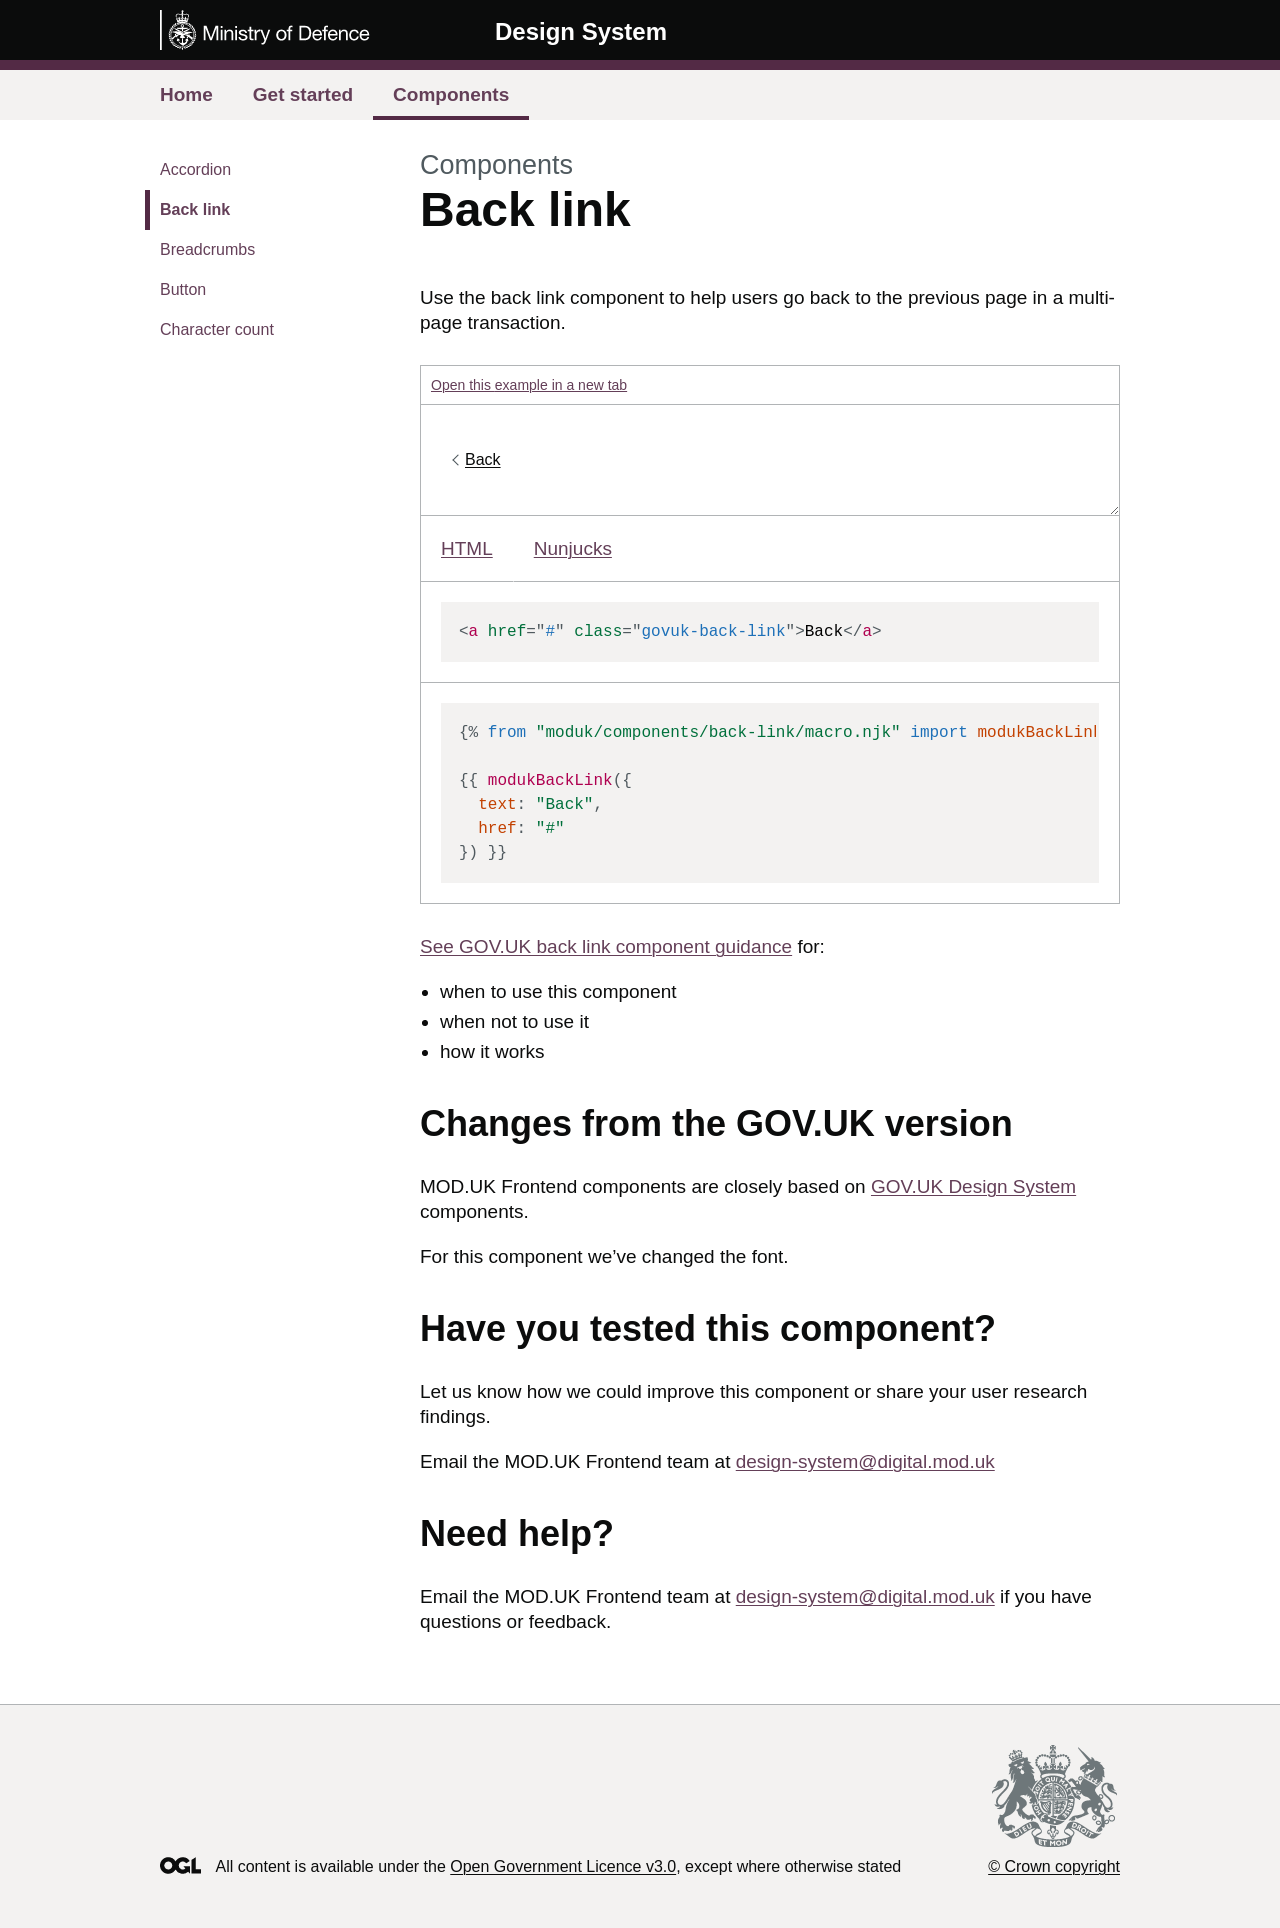 Ministry of Defence
Design System
Home
Get started
Components
Accordion
Back link
Breadcrumbs
Button
Character count
Components
Back link
Use the back link component to help users go back to the previous page in a multi-
page transaction.
Open this example in a new tab
Back
HTML
Nunjucks
<a href="#" class="govuk-back-link">Back</a>
{% from "moduk/components/back-link/macro.njk" import modukBackLink
{{ modukBackLink({
  text: "Back",
  href: "#"
}) }}
See GOV.UK back link component guidance for:
• when to use this component
• when not to use it
• how it works
Changes from the GOV.UK version
MOD.UK Frontend components are closely based on GOV.UK Design System
components.
For this component we’ve changed the font.
Have you tested this component?
Let us know how we could improve this component or share your user research
findings.
Email the MOD.UK Frontend team at design-system@digital.mod.uk
Need help?
Email the MOD.UK Frontend team at design-system@digital.mod.uk if you have
questions or feedback.
OGL
All content is available under the Open Government Licence v3.0, except where otherwise stated
© Crown copyright